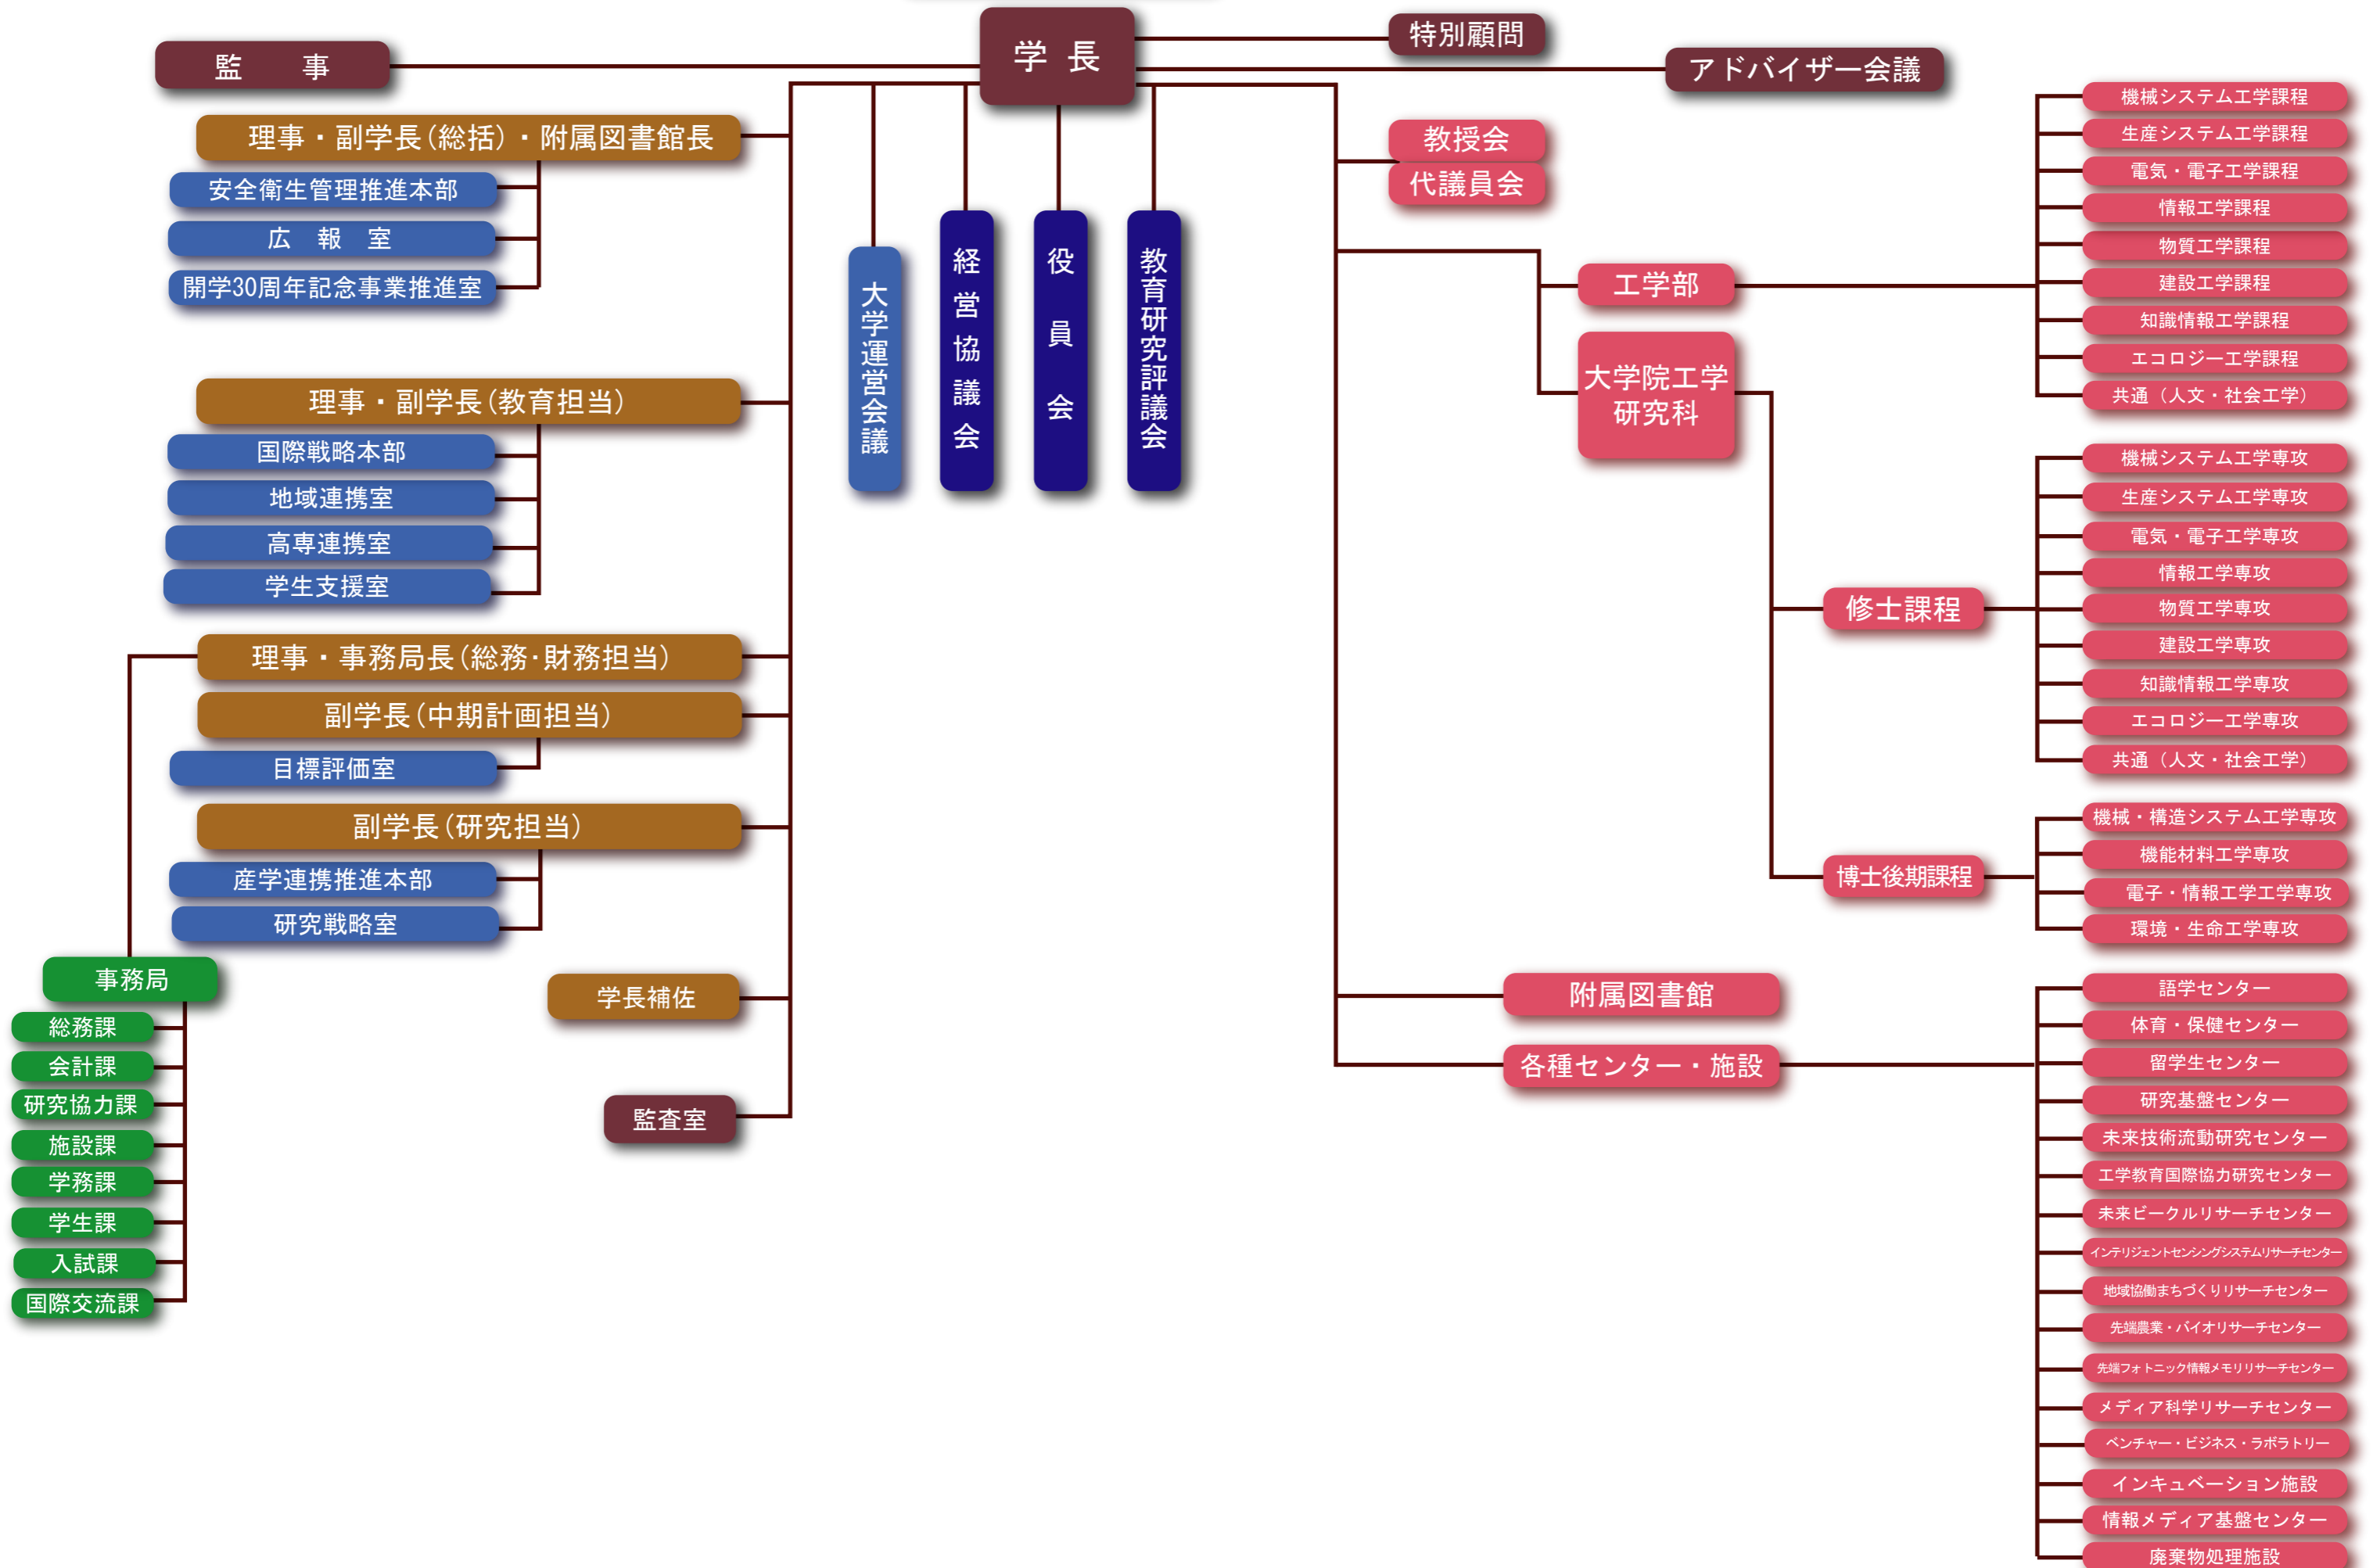 学 長
特別顧問
アドバイザー会議
監 事
理事・副学長(総括)・附属図書館長
安全衛生管理推進本部
広 報 室
開学30周年記念事業推進室
理事・副学長(教育担当)
国際戦略本部
地域連携室
高専連携室
学生支援室
理事・事務局長(総務・財務担当)
副学長(中期計画担当)
目標評価室
副学長(研究担当)
産学連携推進本部
研究戦略室
事務局
総務課
会計課
研究協力課
施設課
学務課
学生課
入試課
国際交流課
学長補佐
監査室
大学運営会議
経営協議会
役員会
教育研究評議会
教授会
代議員会
工学部
大学院工学
研究科
機械システム工学課程
生産システム工学課程
電気・電子工学課程
情報工学課程
物質工学課程
建設工学課程
知識情報工学課程
エコロジー工学課程
共通（人文・社会工学）
修士課程
機械システム工学専攻
生産システム工学専攻
電気・電子工学専攻
情報工学専攻
物質工学専攻
建設工学専攻
知識情報工学専攻
エコロジー工学専攻
共通（人文・社会工学）
博士後期課程
機械・構造システム工学専攻
機能材料工学専攻
電子・情報工学工学専攻
環境・生命工学専攻
附属図書館
各種センター・施設
語学センター
体育・保健センター
留学生センター
研究基盤センター
未来技術流動研究センター
工学教育国際協力研究センター
未来ビークルリサーチセンター
インテリジェントセンシングシステムリサーチセンター
地域協働まちづくりリサーチセンター
先端農業・バイオリサーチセンター
先端フォトニック情報メモリリサーチセンター
メディア科学リサーチセンター
ベンチャー・ビジネス・ラボラトリー
インキュベーション施設
情報メディア基盤センター
廃棄物処理施設